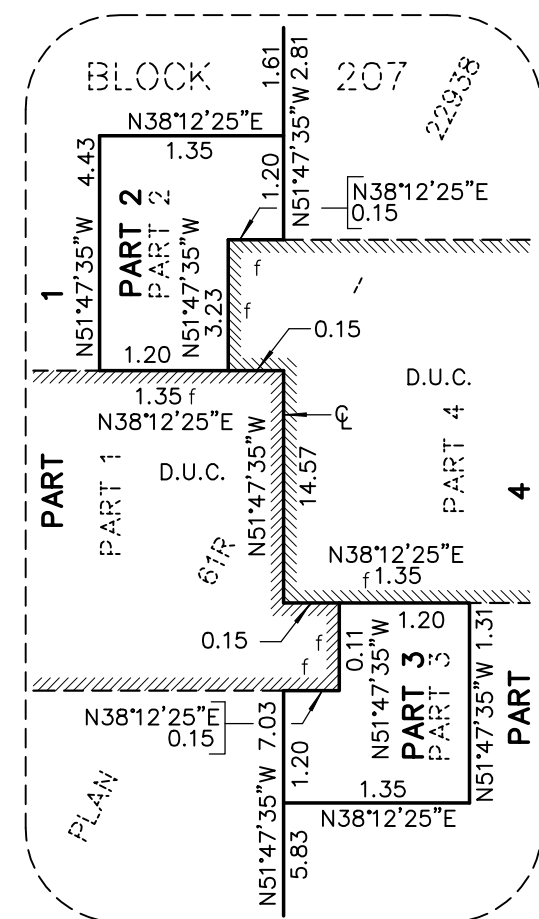 BLOCK 207
22938
1.61
N51°47'35"W 2.81
N38°12'25"E
1.35
1.20
N38°12'25"E
0.15
N51°47'35"W 4.43
PART 2
PART 2
N51°47'35"W
3.23
f
f
0.15
1
1.20
1.35 f
N38°12'25"E
D.U.C.
℄
N51°47'35"W
14.57
PART 4
4
PART
PART 1
D.U.C.
61R
N38°12'25"E
f 1.35
0.15
f
f
0.11
N51°47'35"W
1.20
PART 3
PART 3
N51°47'35"W 1.31
PART
N38°12'25"E
0.15
N51°47'35"W 7.03
1.20
1.35
N38°12'25"E
5.83
PLAN